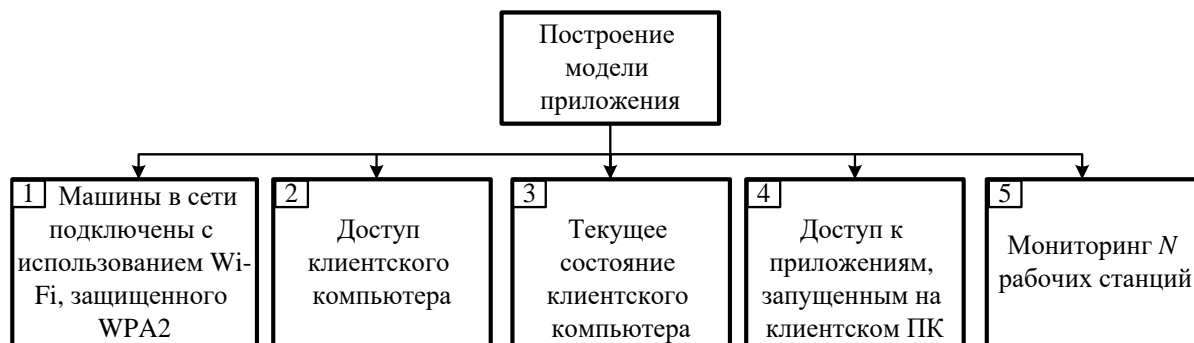 Построение
модели
приложения
1 Машины в сети
подключены с
использованием Wi-
Fi, защищенного
WPA2
2
Доступ
клиентского
компьютера
3
Текущее
состояние
клиентского
компьютера
4
Доступ к
приложениям,
запущенным на
клиентском ПК
5
Мониторинг N
рабочих станций